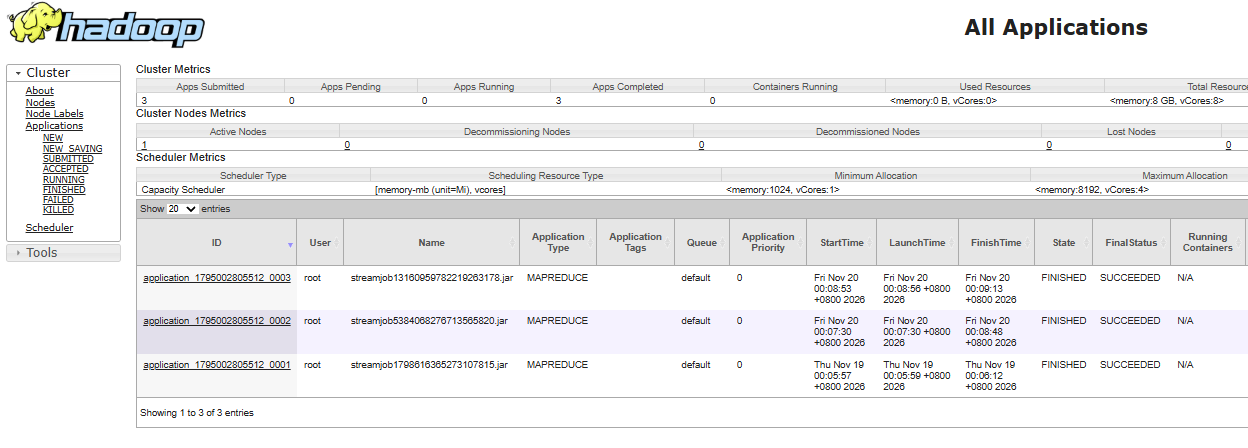 hadoop
All Applications
Cluster
About
Nodes
Node Labels
Applications
NEW
NEW_SAVING
SUBMITTED
ACCEPTED
RUNNING
FINISHED
FAILED
KILLED
Scheduler
Tools
Cluster Metrics
Apps Submitted Apps Pending Apps Running Apps Completed Containers Running Used Resources Total Resourc
3 0 0 3 0 <memory:0 B, vCores:0> <memory:8 GB, vCores:8>
Cluster Nodes Metrics
Active Nodes Decommissioning Nodes Decommissioned Nodes Lost Nodes
1 0 0 0 0
Scheduler Metrics
Scheduler Type Scheduling Resource Type Minimum Allocation Maximum Allocation
Capacity Scheduler [memory-mb (unit=Mi), vcores] <memory:1024, vCores:1> <memory:8192, vCores:4>
Show 20 entries
ID User Name Application Type Application Tags Queue Application Priority StartTime LaunchTime FinishTime State FinalStatus Running Containers
application_1795002805512_0003 root streamjob13160959782219263178.jar MAPREDUCE default 0 Fri Nov 20 Fri Nov 20 Fri Nov 20 FINISHED SUCCEEDED N/A
00:08:53 00:08:56 +0800 00:09:13
+0800 2026 2026 +0800 2026
application_1795002805512_0002 root streamjob5384068276713565820.jar MAPREDUCE default 0 Fri Nov 20 Fri Nov 20 Fri Nov 20 FINISHED SUCCEEDED N/A
00:07:30 00:07:30 +0800 00:08:48
+0800 2026 2026 +0800 2026
application_1795002805512_0001 root streamjob1798616365273107815.jar MAPREDUCE default 0 Thu Nov 19 Thu Nov 19 Thu Nov 19 FINISHED SUCCEEDED N/A
00:05:57 00:05:59 +0800 00:06:12
+0800 2026 2026 +0800 2026
Showing 1 to 3 of 3 entries